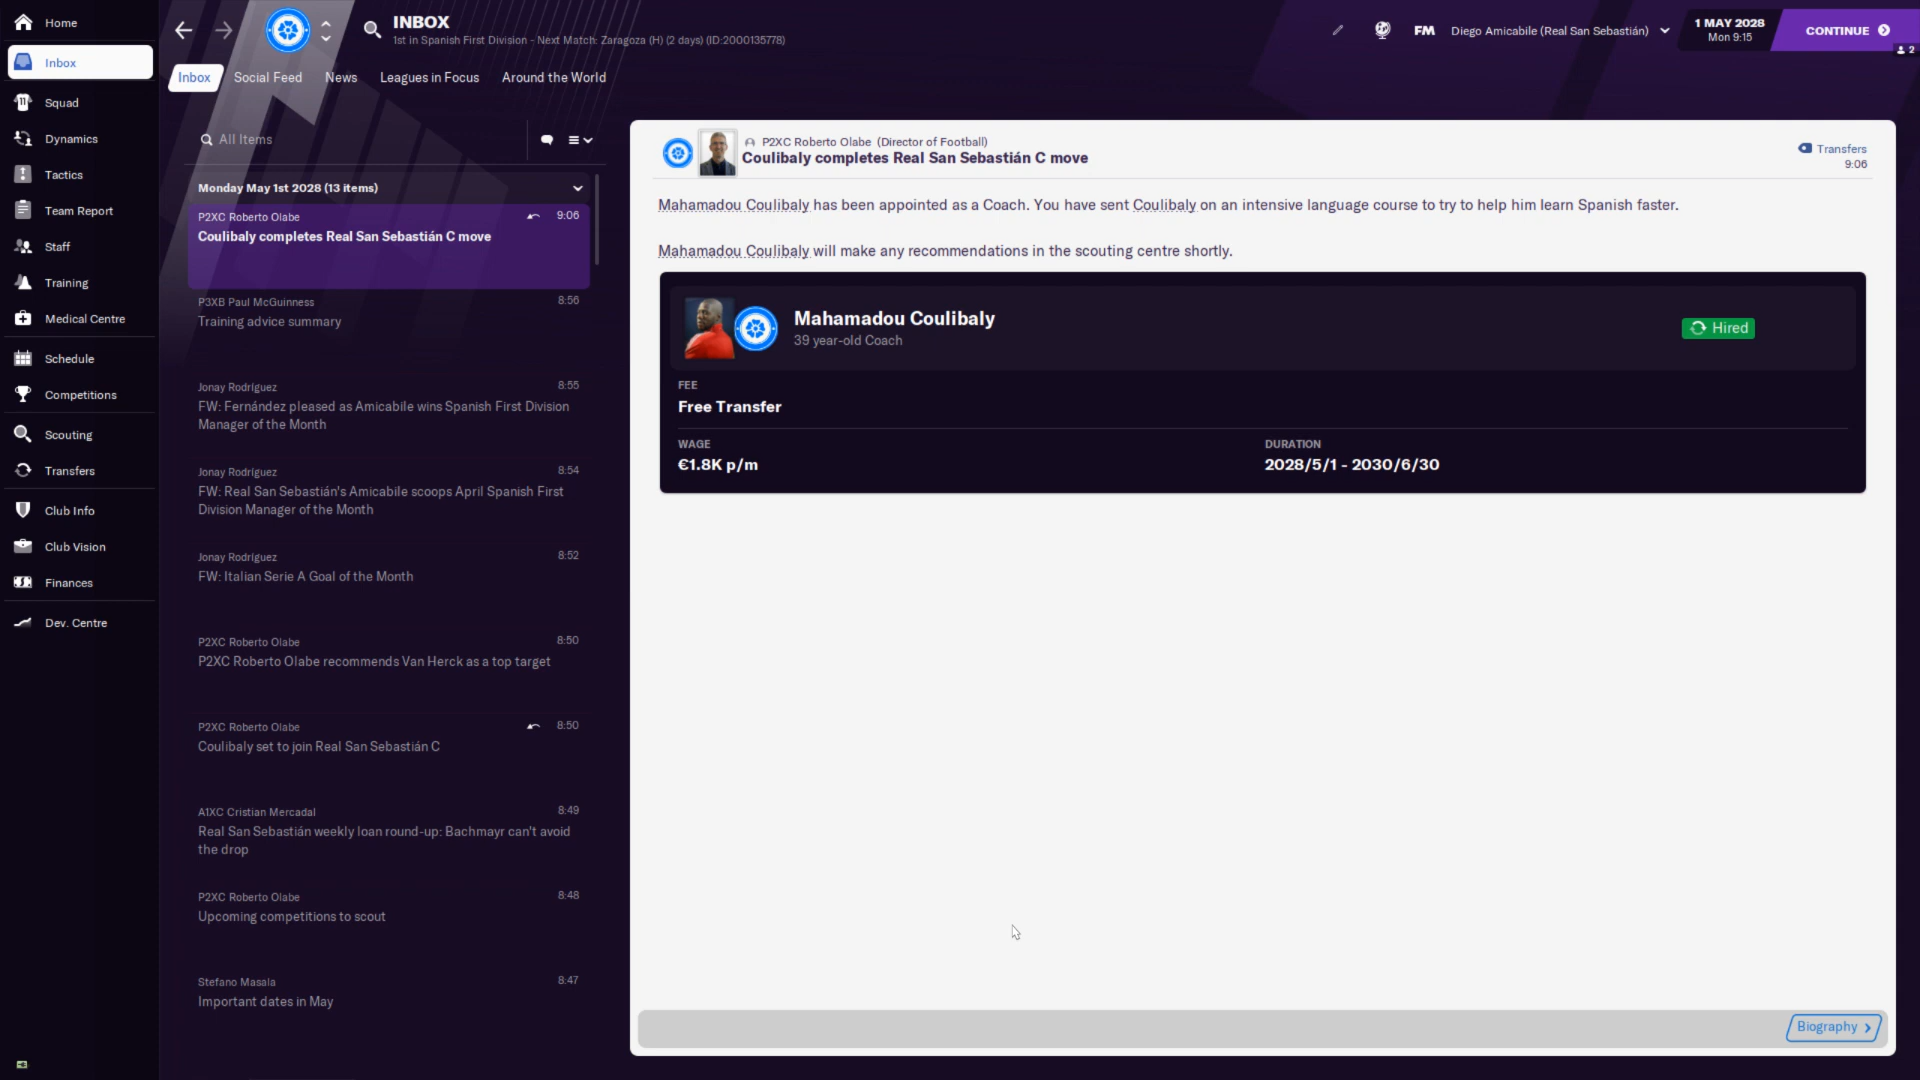 Home
Inbox
Squad
Dynamics
Tactics
Team Report
Staff
Training
Medical Centre
Schedule
Competitions
Scouting
Transfers
Club Info
Club Vision
Finances
Dev. Centre
INBOX
1st in Spanish First Division - Next Match: Zaragoza (H) (2 days) (ID:2000135778)
FM
Diego Amicabile (Real San Sebastián)
1 MAY 2028
Mon 9:15
CONTINUE
2
Inbox
Social Feed
News
Leagues in Focus
Around the World
All Items
Monday May 1st 2028 (13 items)
P2XC Roberto Olabe 9:06
Coulibaly completes Real San Sebastián C move
P3XB Paul McGuinness 8:56
Training advice summary
Jonay Rodríguez 8:55
FW: Fernández pleased as Amicabile wins Spanish First Division
Manager of the Month
Jonay Rodríguez 8:54
FW: Real San Sebastián's Amicabile scoops April Spanish First
Division Manager of the Month
Jonay Rodríguez 8:52
FW: Italian Serie A Goal of the Month
P2XC Roberto Olabe 8:50
P2XC Roberto Olabe recommends Van Herck as a top target
P2XC Roberto Olabe 8:50
Coulibaly set to join Real San Sebastián C
A1XC Cristian Mercadal 8:49
Real San Sebastián weekly loan round-up: Bachmayr can't avoid
the drop
P2XC Roberto Olabe 8:48
Upcoming competitions to scout
Stefano Masala 8:47
Important dates in May
P2XC Roberto Olabe (Director of Football)
Coulibaly completes Real San Sebastián C move
Transfers
9:06
Mahamadou Coulibaly has been appointed as a Coach. You have sent Coulibaly on an intensive language course to try to help him learn Spanish faster.
Mahamadou Coulibaly will make any recommendations in the scouting centre shortly.
Mahamadou Coulibaly
39 year-old Coach
Hired
FEE
Free Transfer
WAGE
€1.8K p/m
DURATION
2028/5/1 - 2030/6/30
Biography